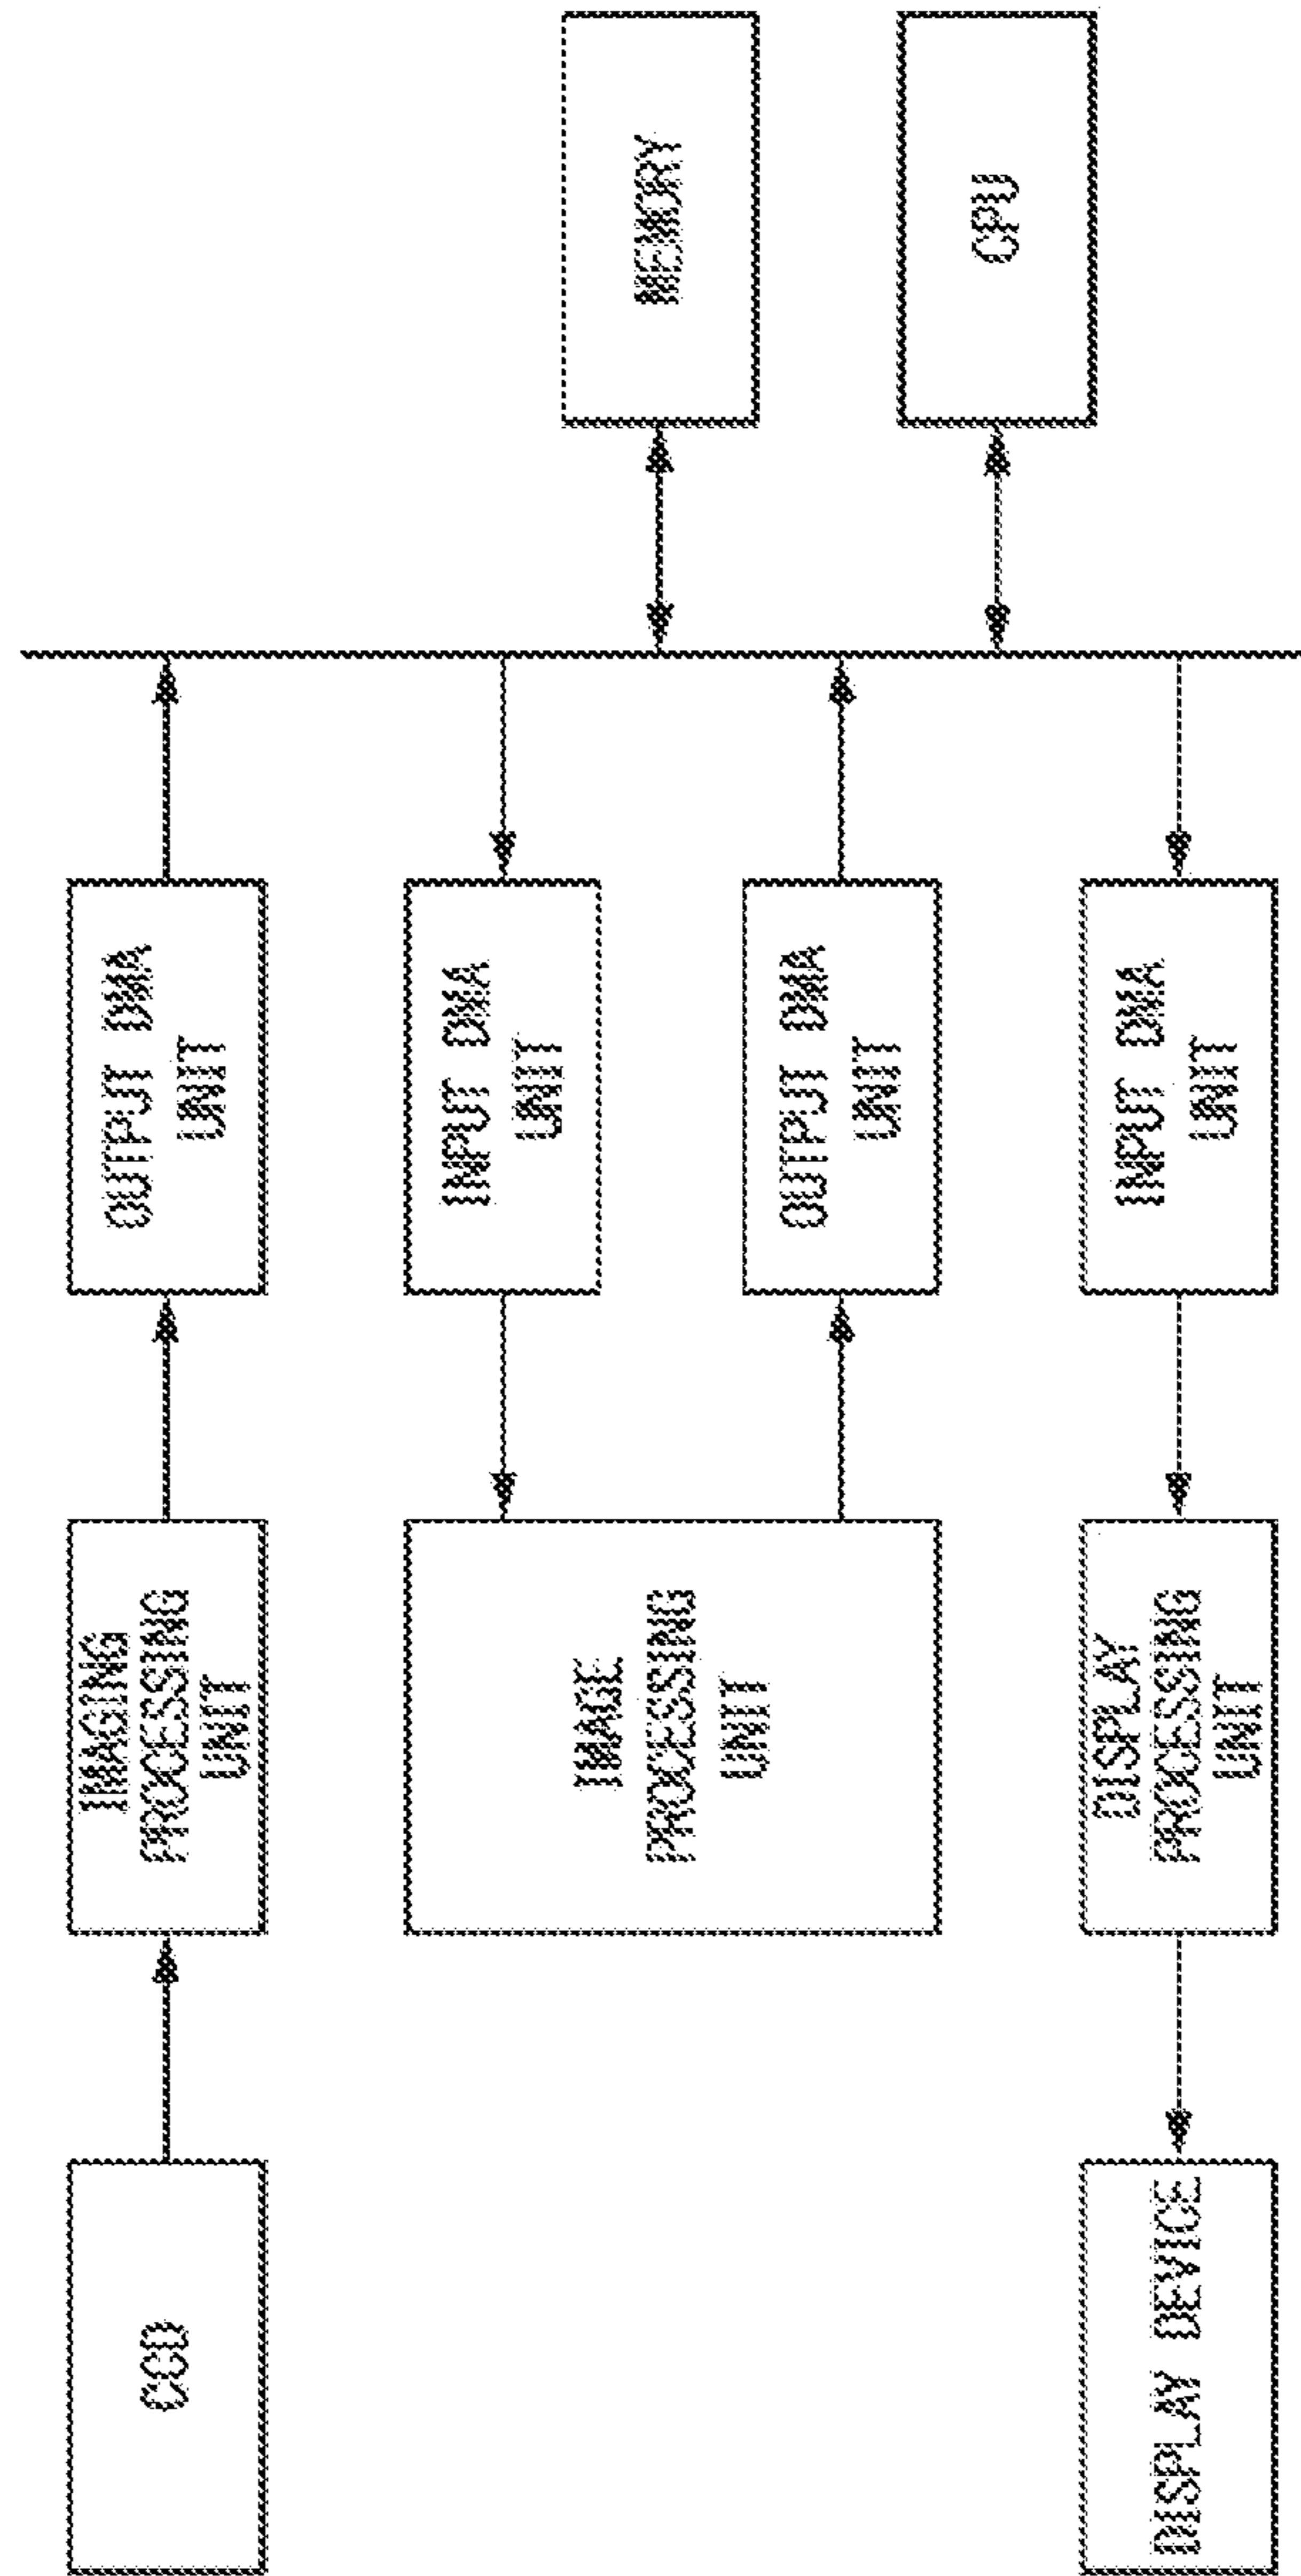 CCD
IMAGING
PROCESSING
UNIT
OUTPUT DMA
UNIT
IMAGE
PROCESSING
UNIT
INPUT DMA
UNIT
OUTPUT DMA
UNIT
MEMORY
CPU
DISPLAY DEVICE
DISPLAY
PROCESSING
UNIT
INPUT DMA
UNIT